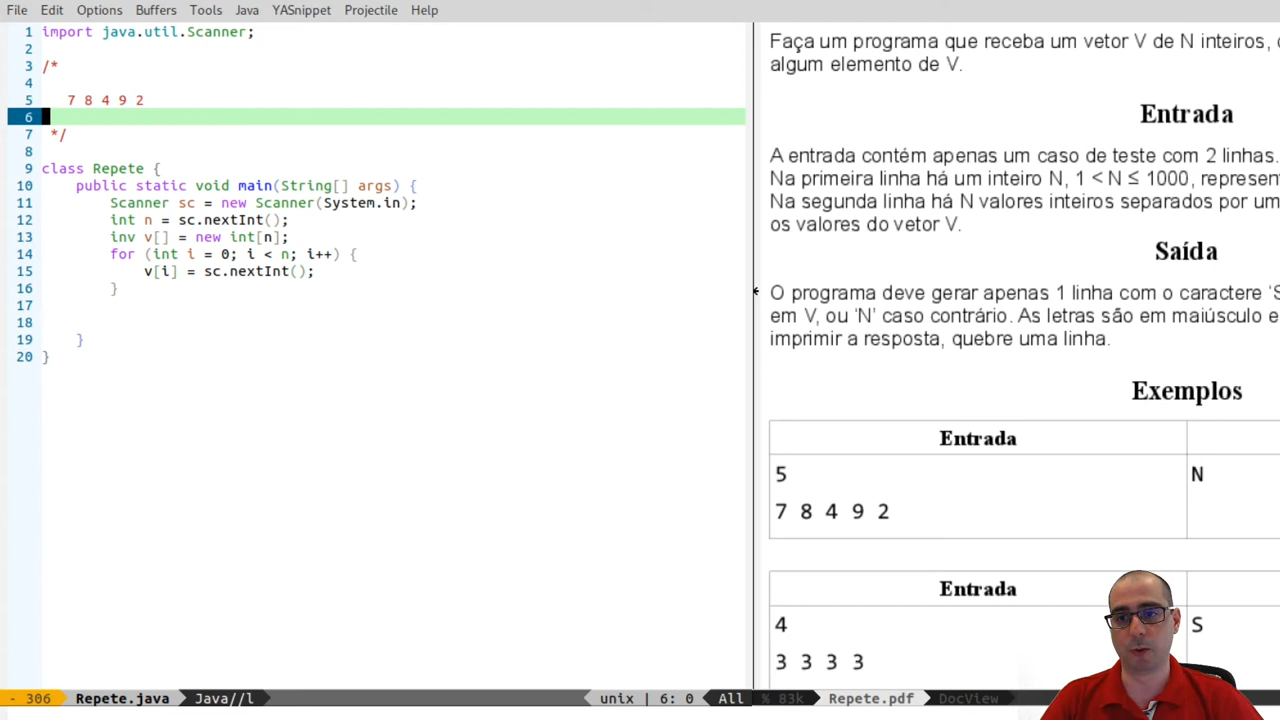 File Edit Options Buffers Tools Java YASnippet Projectile Help
1 import java.util.Scanner;
2
3 /*
4
5 7 8 4 9 2
6
7 */
8
9 class Repete {
10 public static void main(String[] args) {
11 Scanner sc = new Scanner(System.in);
12 int n = sc.nextInt();
13 inv v[] = new int[n];
14 for (int i = 0; i < n; i++) {
15 v[i] = sc.nextInt();
16 }
17
18
19 }
20 }
- 306 Repete.java Java//l unix | 6: 0 All
Faça um programa que receba um vetor V de N inteiros,
algum elemento de V.
Entrada
A entrada contém apenas um caso de teste com 2 linhas.
Na primeira linha há um inteiro N, 1 < N ≤ 1000, represen
Na segunda linha há N valores inteiros separados por um
os valores do vetor V.
Saída
O programa deve gerar apenas 1 linha com o caractere ‘S
em V, ou ‘N’ caso contrário. As letras são em maiúsculo e
imprimir a resposta, quebre uma linha.
Exemplos
Entrada
5 N
7 8 4 9 2
Entrada
4 S
3 3 3 3
% 83k Repete.pdf DocView